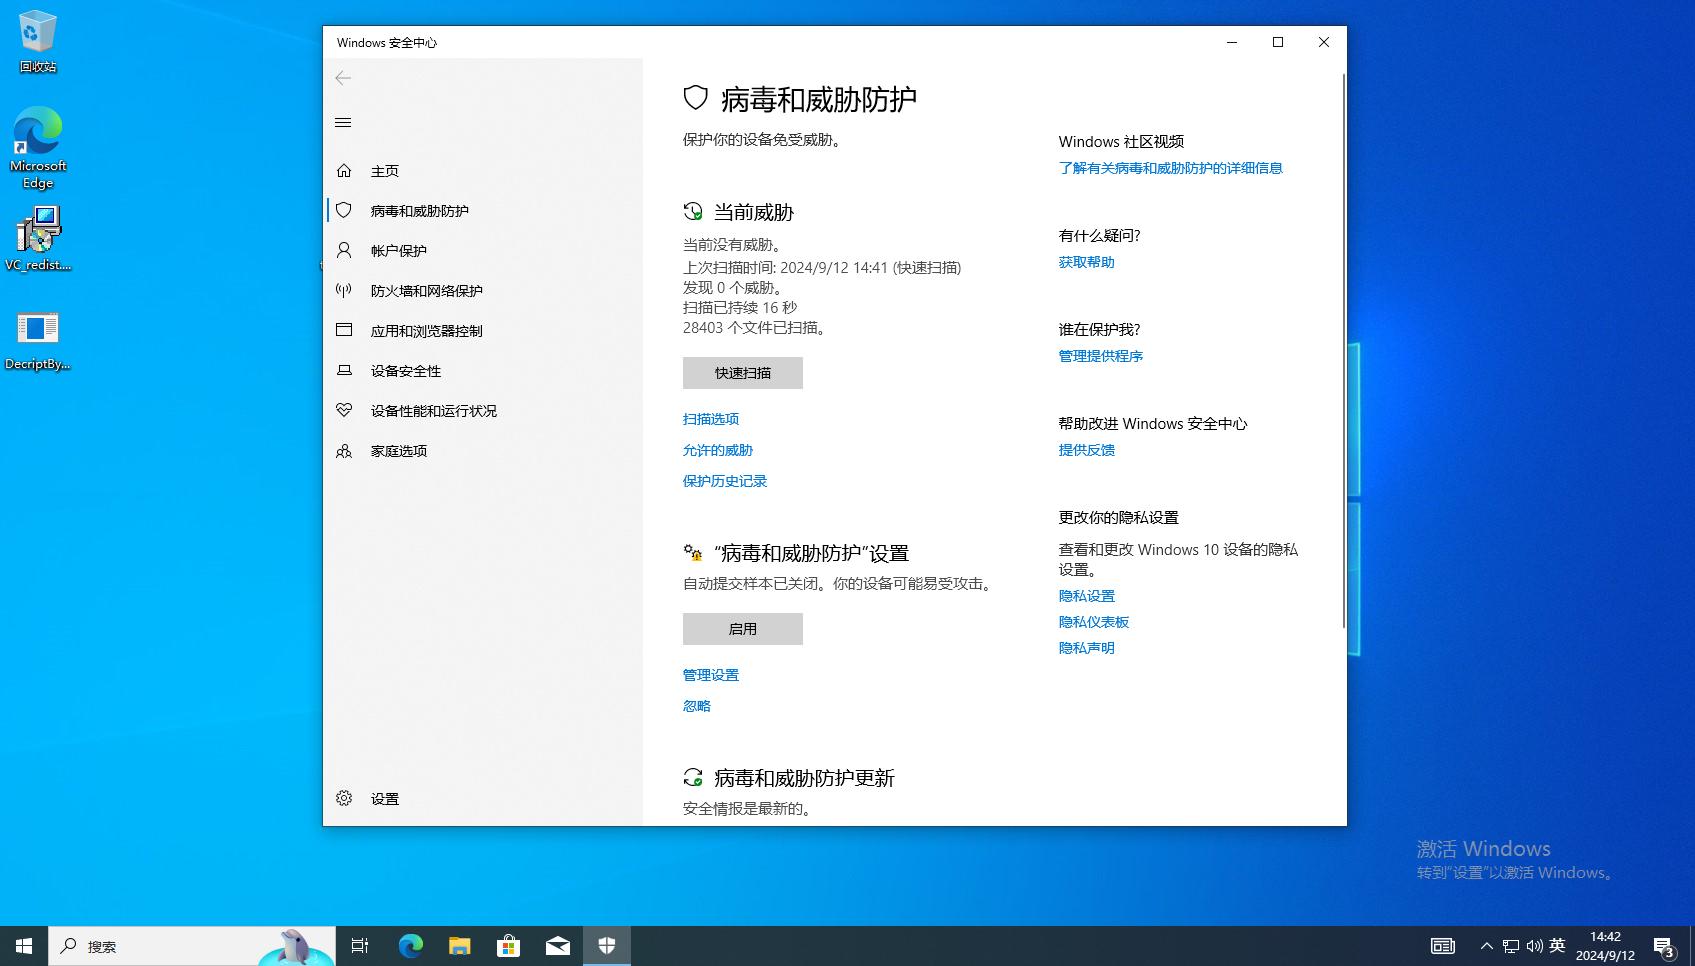 回收站
Microsoft
Edge
VC_redist....
DecriptBy...
Windows 安全中心
主页
病毒和威胁防护
帐户保护
防火墙和网络保护
应用和浏览器控制
设备安全性
设备性能和运行状况
家庭选项
设置
病毒和威胁防护
保护你的设备免受威胁。
当前威胁
当前没有威胁。
上次扫描时间: 2024/9/12 14:41 (快速扫描)
发现 0 个威胁。
扫描已持续 16 秒
28403 个文件已扫描。
快速扫描
扫描选项
允许的威胁
保护历史记录
“病毒和威胁防护”设置
自动提交样本已关闭。你的设备可能易受攻击。
启用
管理设置
忽略
病毒和威胁防护更新
安全情报是最新的。
Windows 社区视频
了解有关病毒和威胁防护的详细信息
有什么疑问?
获取帮助
谁在保护我?
管理提供程序
帮助改进 Windows 安全中心
提供反馈
更改你的隐私设置
查看和更改 Windows 10 设备的隐私
设置。
隐私设置
隐私仪表板
隐私声明
激活 Windows
转到“设置”以激活 Windows。
搜索
英
14:42
2024/9/12
3